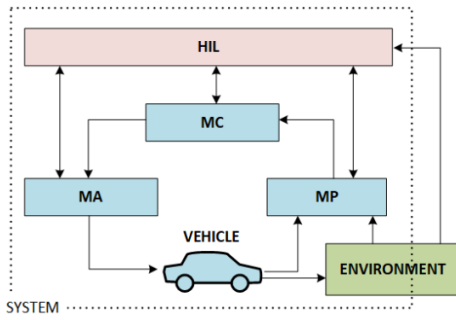 HIL
MC
MA
MP
VEHICLE
ENVIRONMENT
SYSTEM